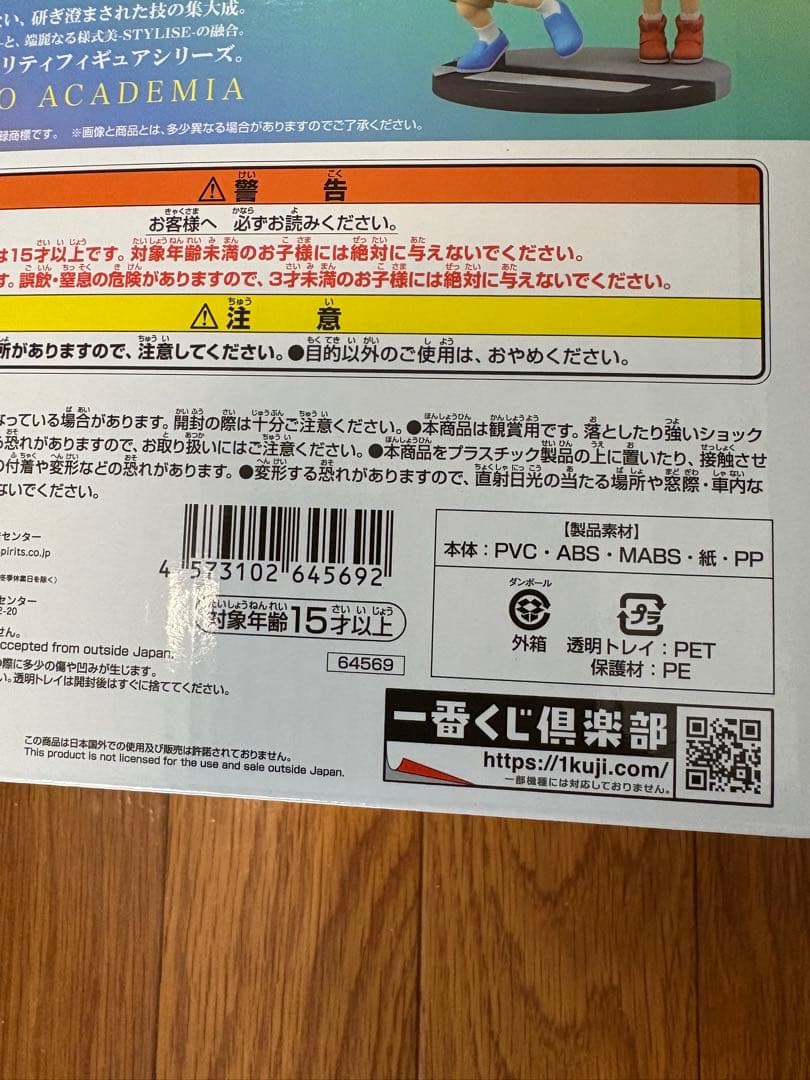 ない、研ぎ澄まされた技の集大成。
と、端麗なる様式美-STYLISE-の融合。
リティフィギュアシリーズ。
O ACADEMIA
録商標です。 ※画像と商品とは、多少異なる場合がありますのでご了承ください。
⚠警告
お客様へ 必ずお読みください。
は15才以上です。対象年齢未満のお子様には絶対に与えないでください。
す。誤飲・窒息の危険がありますので、3才未満のお子様には絶対に与えないでください。
⚠注意
所がありますので、注意してください。●目的以外のご使用は、おやめください。
なっている場合があります。開封の際は十分ご注意ください。●本商品は観賞用です。落としたり強いショック
る恐れがありますので、お取り扱いにはご注意ください。●本商品をプラスチック製品の上に置いたり、接触させ
の付着や変形などの恐れがあります。●変形する恐れがありますので、直射日光の当たる場所や窓際・車内な
ないでください。
センター
pirits.co.jp
冬季休業日を除く)
センター
2-20
せん。
accepted from outside Japan.
の際に多少の傷や凹みが生じます。
い。透明トレイは開封後はすぐに捨ててください。
4 573102 645692
対象年齢15才以上
64569
【製品素材】
本体：PVC・ABS・MABS・紙・PP
ダンボール
外箱
プラ
透明トレイ：PET
保護材：PE
この商品は日本国外での使用及び販売は許諾されておりません。
This product is not licensed for the use and sale outside Japan.
一番くじ倶楽部
https://1kuji.com/
一部機種には対応しておりません。